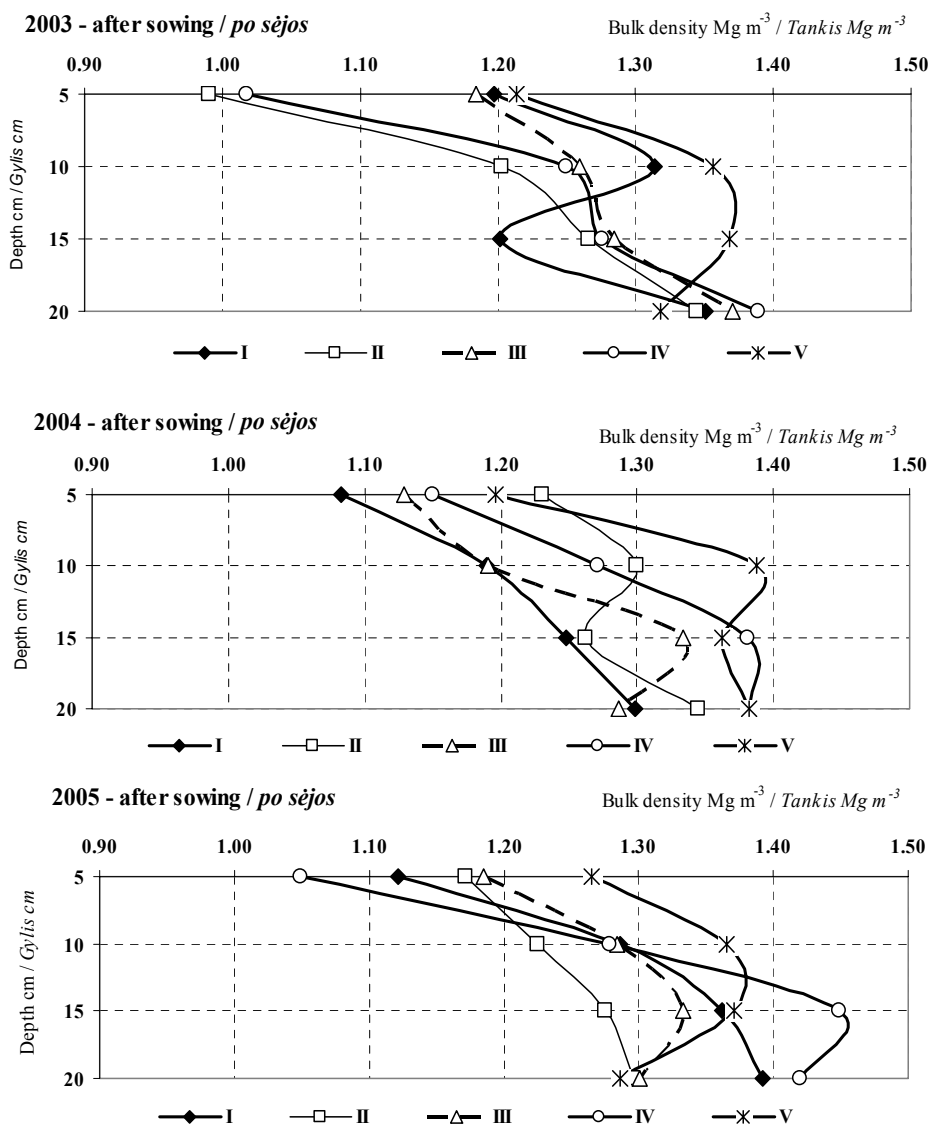 2003 - after sowing / po sėjos
Bulk density Mg m⁻³ / Tankis Mg m⁻³
0.90 1.00 1.10 1.20 1.30 1.40 1.50
Depth cm / Gylis cm
5
10
15
20
I II III IV V
2004 - after sowing / po sėjos
Bulk density Mg m⁻³ / Tankis Mg m⁻³
0.90 1.00 1.10 1.20 1.30 1.40 1.50
Depth cm / Gylis cm
5
10
15
20
I II III IV V
2005 - after sowing / po sėjos
Bulk density Mg m⁻³ / Tankis Mg m⁻³
0.90 1.00 1.10 1.20 1.30 1.40 1.50
Depth cm / Gylis cm
5
10
15
20
I II III IV V